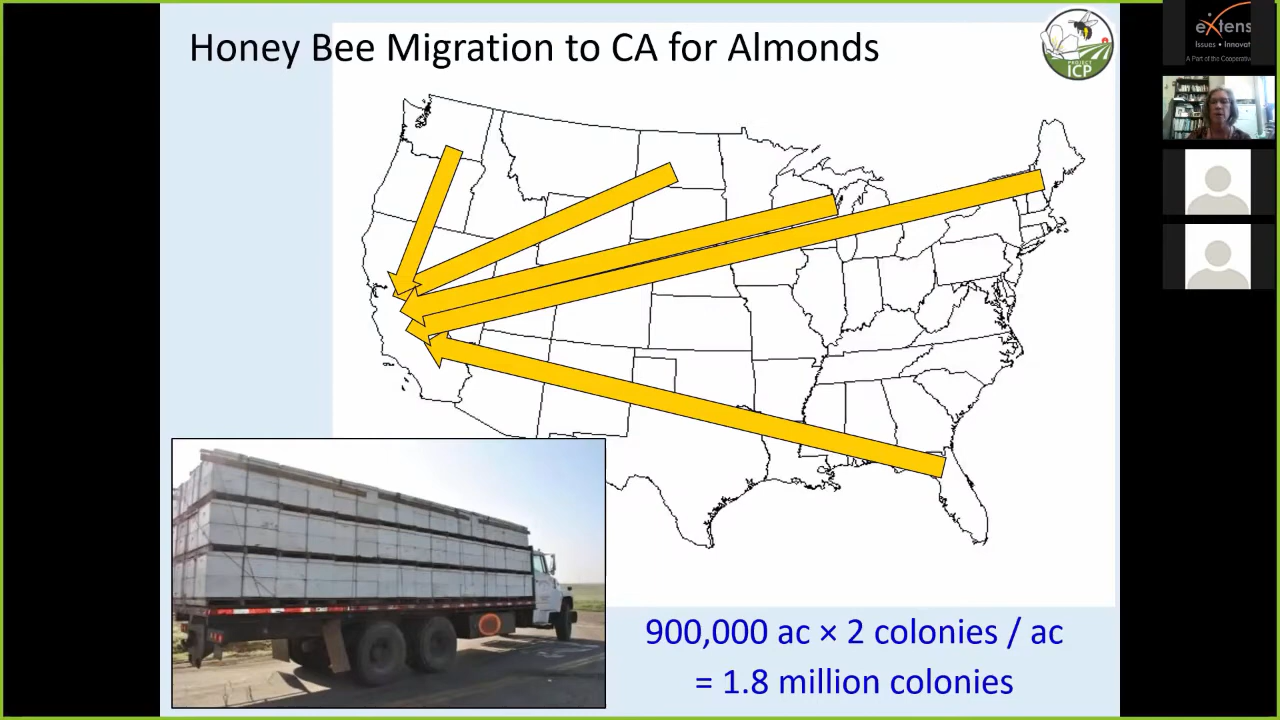 Honey Bee Migration to CA for Almonds
PROJECT
ICP
900,000 ac × 2 colonies / ac
= 1.8 million colonies
eXtens
Issues • Innovat
A Part of the Cooperativ